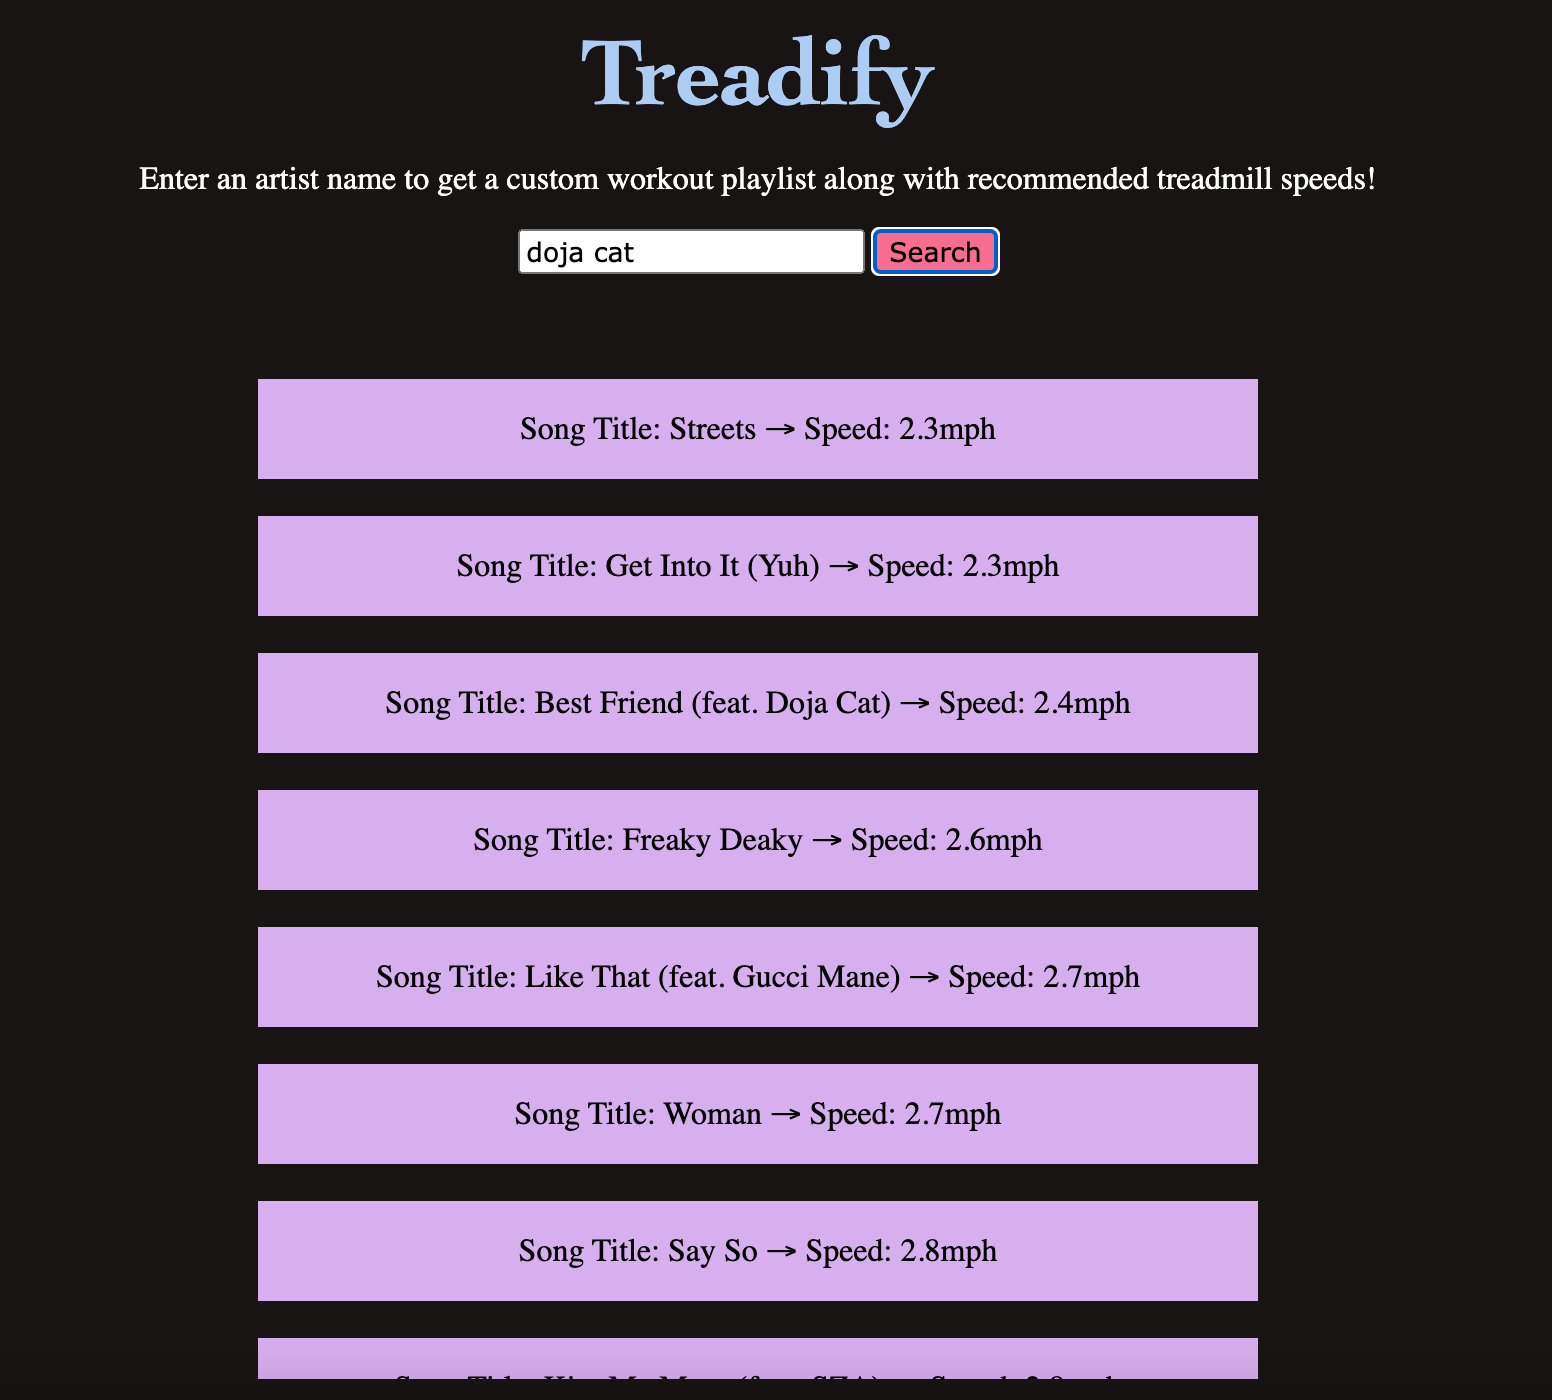 Treadify
Enter an artist name to get a custom workout playlist along with recommended treadmill speeds!
doja cat Search
Song Title: Streets → Speed: 2.3mph
Song Title: Get Into It (Yuh) → Speed: 2.3mph
Song Title: Best Friend (feat. Doja Cat) → Speed: 2.4mph
Song Title: Freaky Deaky → Speed: 2.6mph
Song Title: Like That (feat. Gucci Mane) → Speed: 2.7mph
Song Title: Woman → Speed: 2.7mph
Song Title: Say So → Speed: 2.8mph